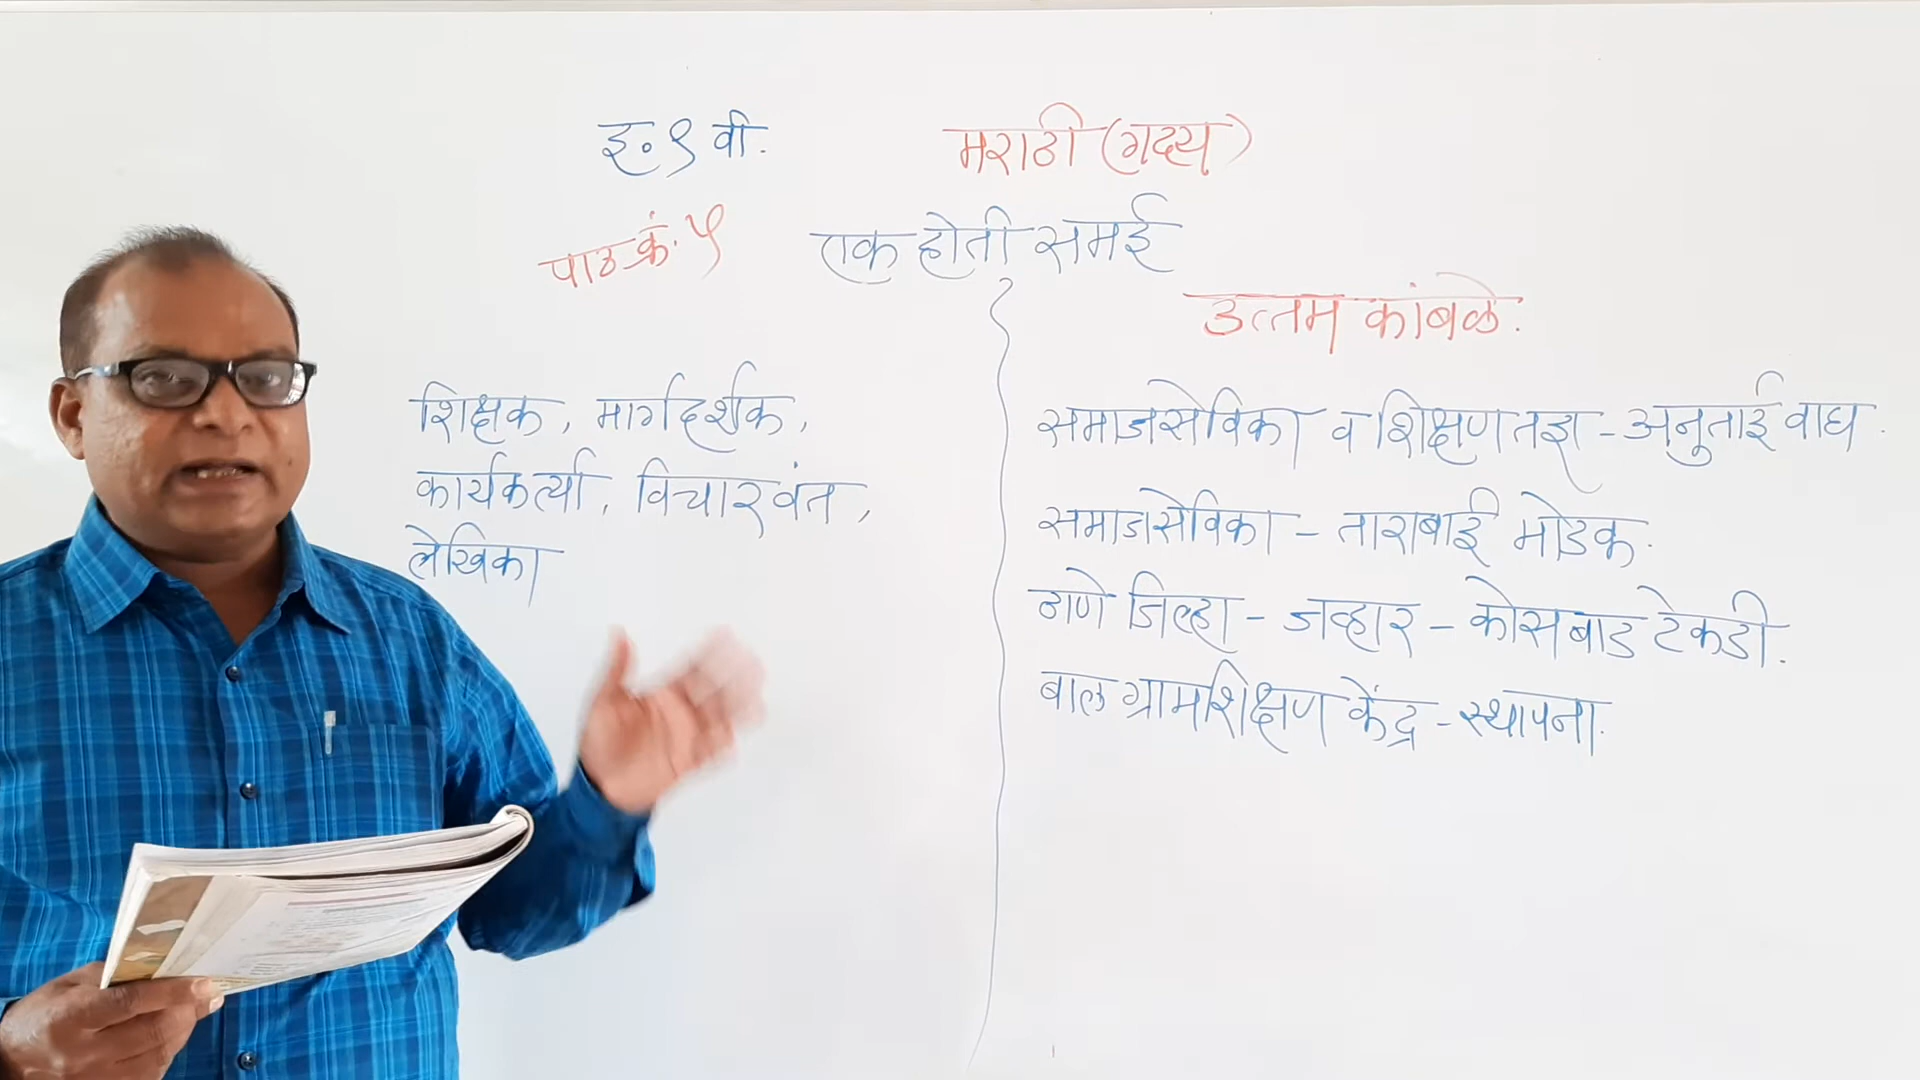 इ. ९ वी.
मराठी (गद्य)
पाठ क्रं. ५
एक होती समई
उत्तम कांबळे.
शिक्षक, मार्गदर्शक,
कार्यकर्त्या, विचारवंत,
लेखिका
समाजसेविका व शिक्षणतज्ञ - अनुताई वाघ.
समाजसेविका - ताराबाई मोडक.
ठाणे जिल्हा - जव्हार - कोसबाड टेकडी.
बाल ग्रामशिक्षण केंद्र - स्थापना.